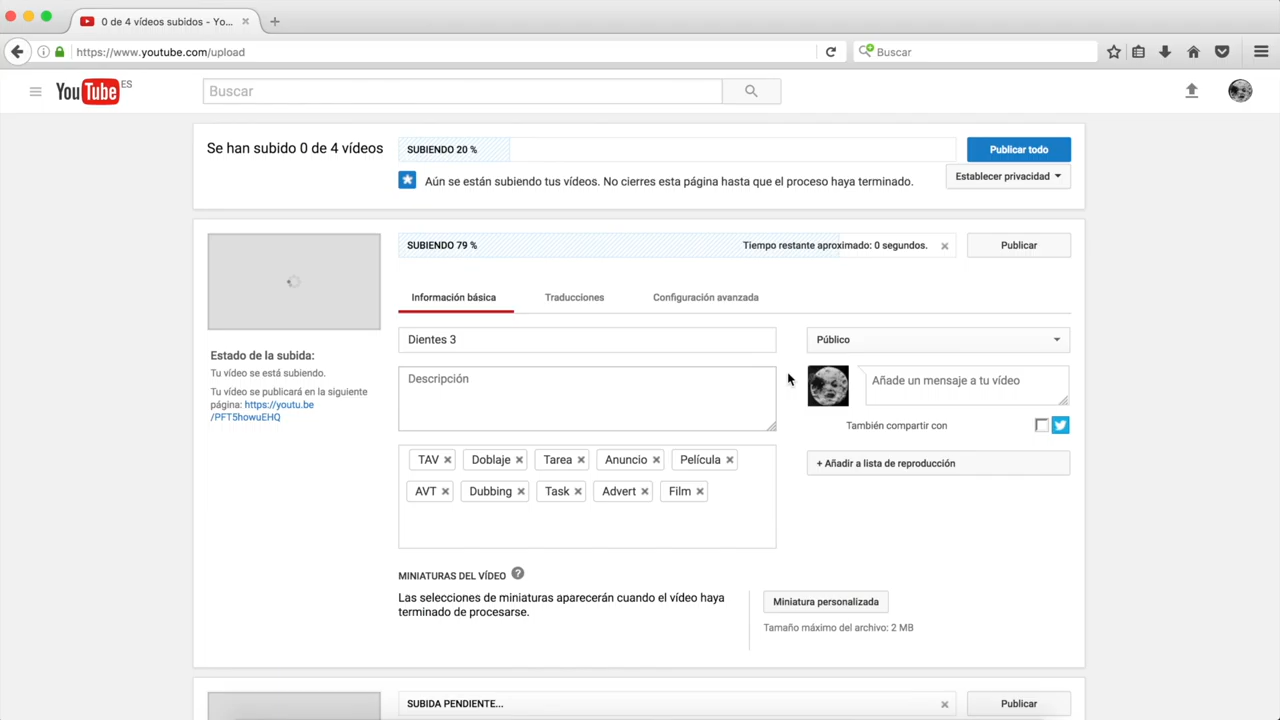 0 de 4 vídeos subidos - Yo...
https://www.youtube.com/upload
Buscar
YouTube ES
Buscar
Se han subido 0 de 4 vídeos
SUBIENDO 20 %
Publicar todo
Aún se están subiendo tus vídeos. No cierres esta página hasta que el proceso haya terminado.
Establecer privacidad
SUBIENDO 79 %
Tiempo restante aproximado: 0 segundos.
Publicar
Información básica
Traducciones
Configuración avanzada
Dientes 3
Público
Estado de la subida:
Tu vídeo se está subiendo.
Tu vídeo se publicará en la siguiente
página: https://youtu.be
/PFT5howuEHQ
Descripción
Añade un mensaje a tu vídeo
También compartir con
TAV Doblaje Tarea Anuncio Película
+ Añadir a lista de reproducción
AVT Dubbing Task Advert Film
MINIATURAS DEL VÍDEO ?
Las selecciones de miniaturas aparecerán cuando el vídeo haya
terminado de procesarse.
Miniatura personalizada
Tamaño máximo del archivo: 2 MB
SUBIDA PENDIENTE...
Publicar